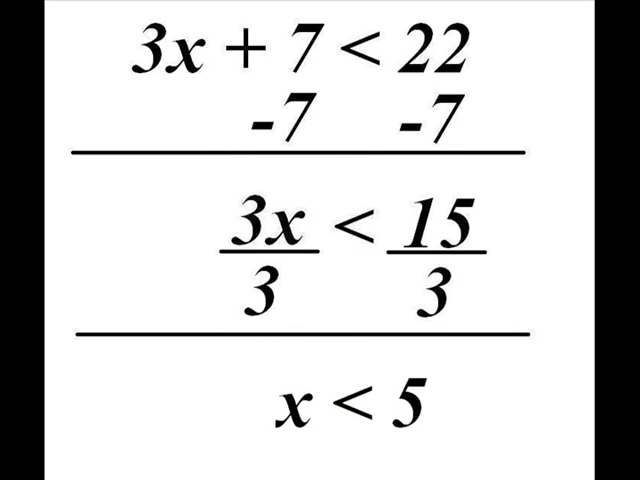 3x + 7 < 22
-7 -7
3x < 15
3 3
x < 5